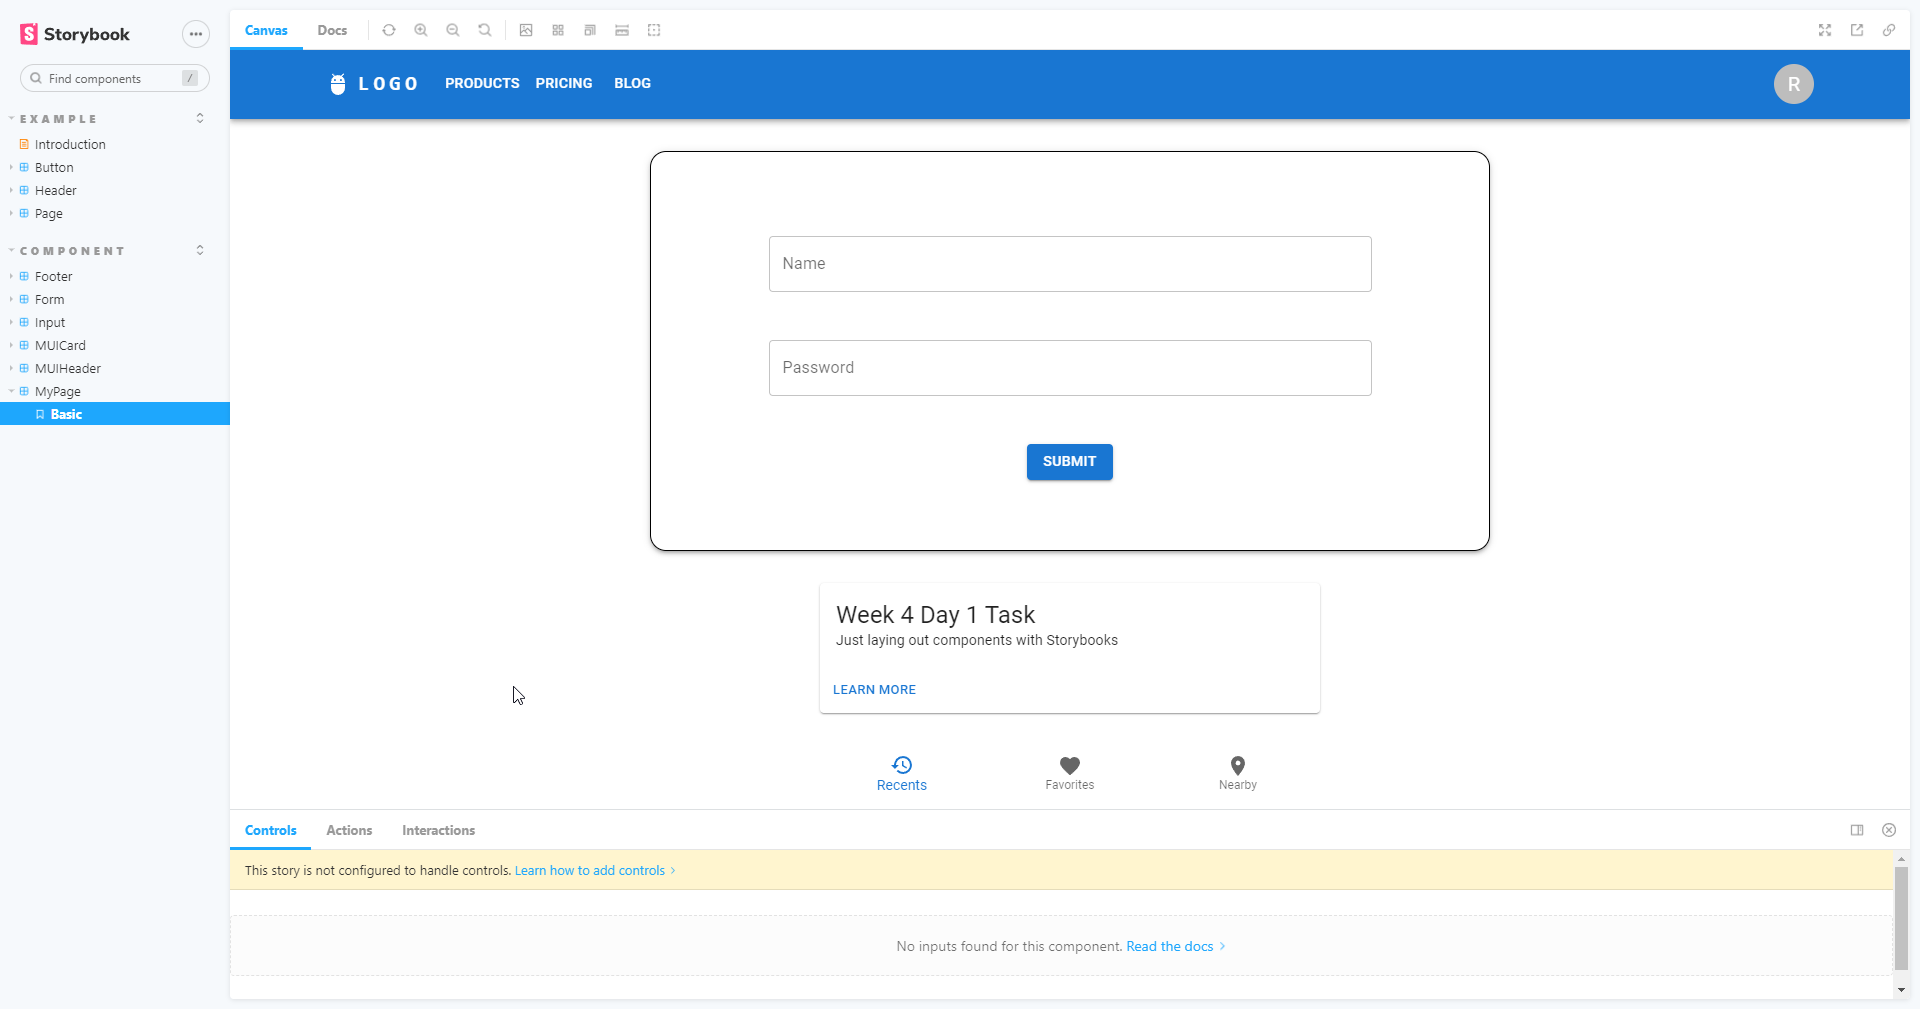 Storybook
Find components /
EXAMPLE
Introduction
Button
Header
Page
COMPONENT
Footer
Form
Input
MUICard
MUIHeader
MyPage
Basic
Canvas Docs
LOGO PRODUCTS PRICING BLOG R
Name
Password
SUBMIT
Week 4 Day 1 Task
Just laying out components with Storybooks
LEARN MORE
Recents Favorites Nearby
Controls Actions Interactions
This story is not configured to handle controls. Learn how to add controls
No inputs found for this component. Read the docs